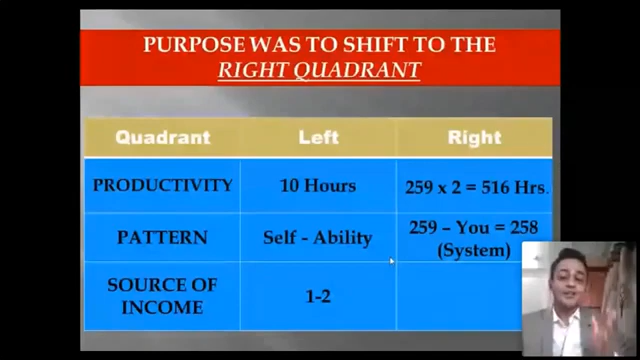 PURPOSE WAS TO SHIFT TO THE
RIGHT QUADRANT
Quadrant Left Right
PRODUCTIVITY 10 Hours 259 x 2 = 516 Hrs.
PATTERN Self - Ability 259 – You = 258
(System)
SOURCE OF
INCOME 1-2